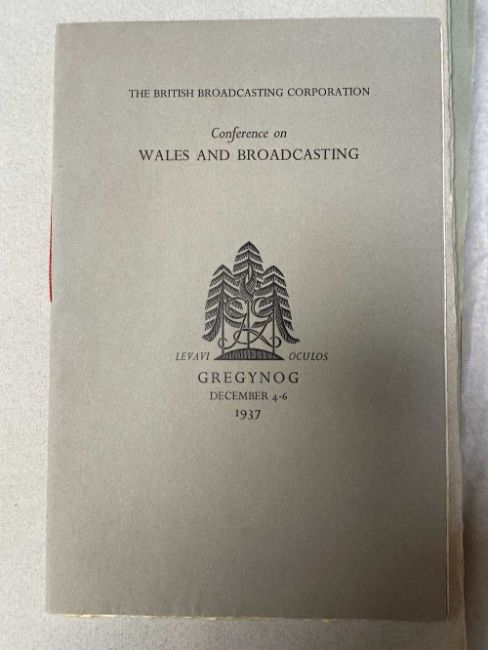 THE BRITISH BROADCASTING CORPORATION
Conference on
WALES AND BROADCASTING
LEVAVI OCULOS
GREGYNOG
DECEMBER 4-6
1937